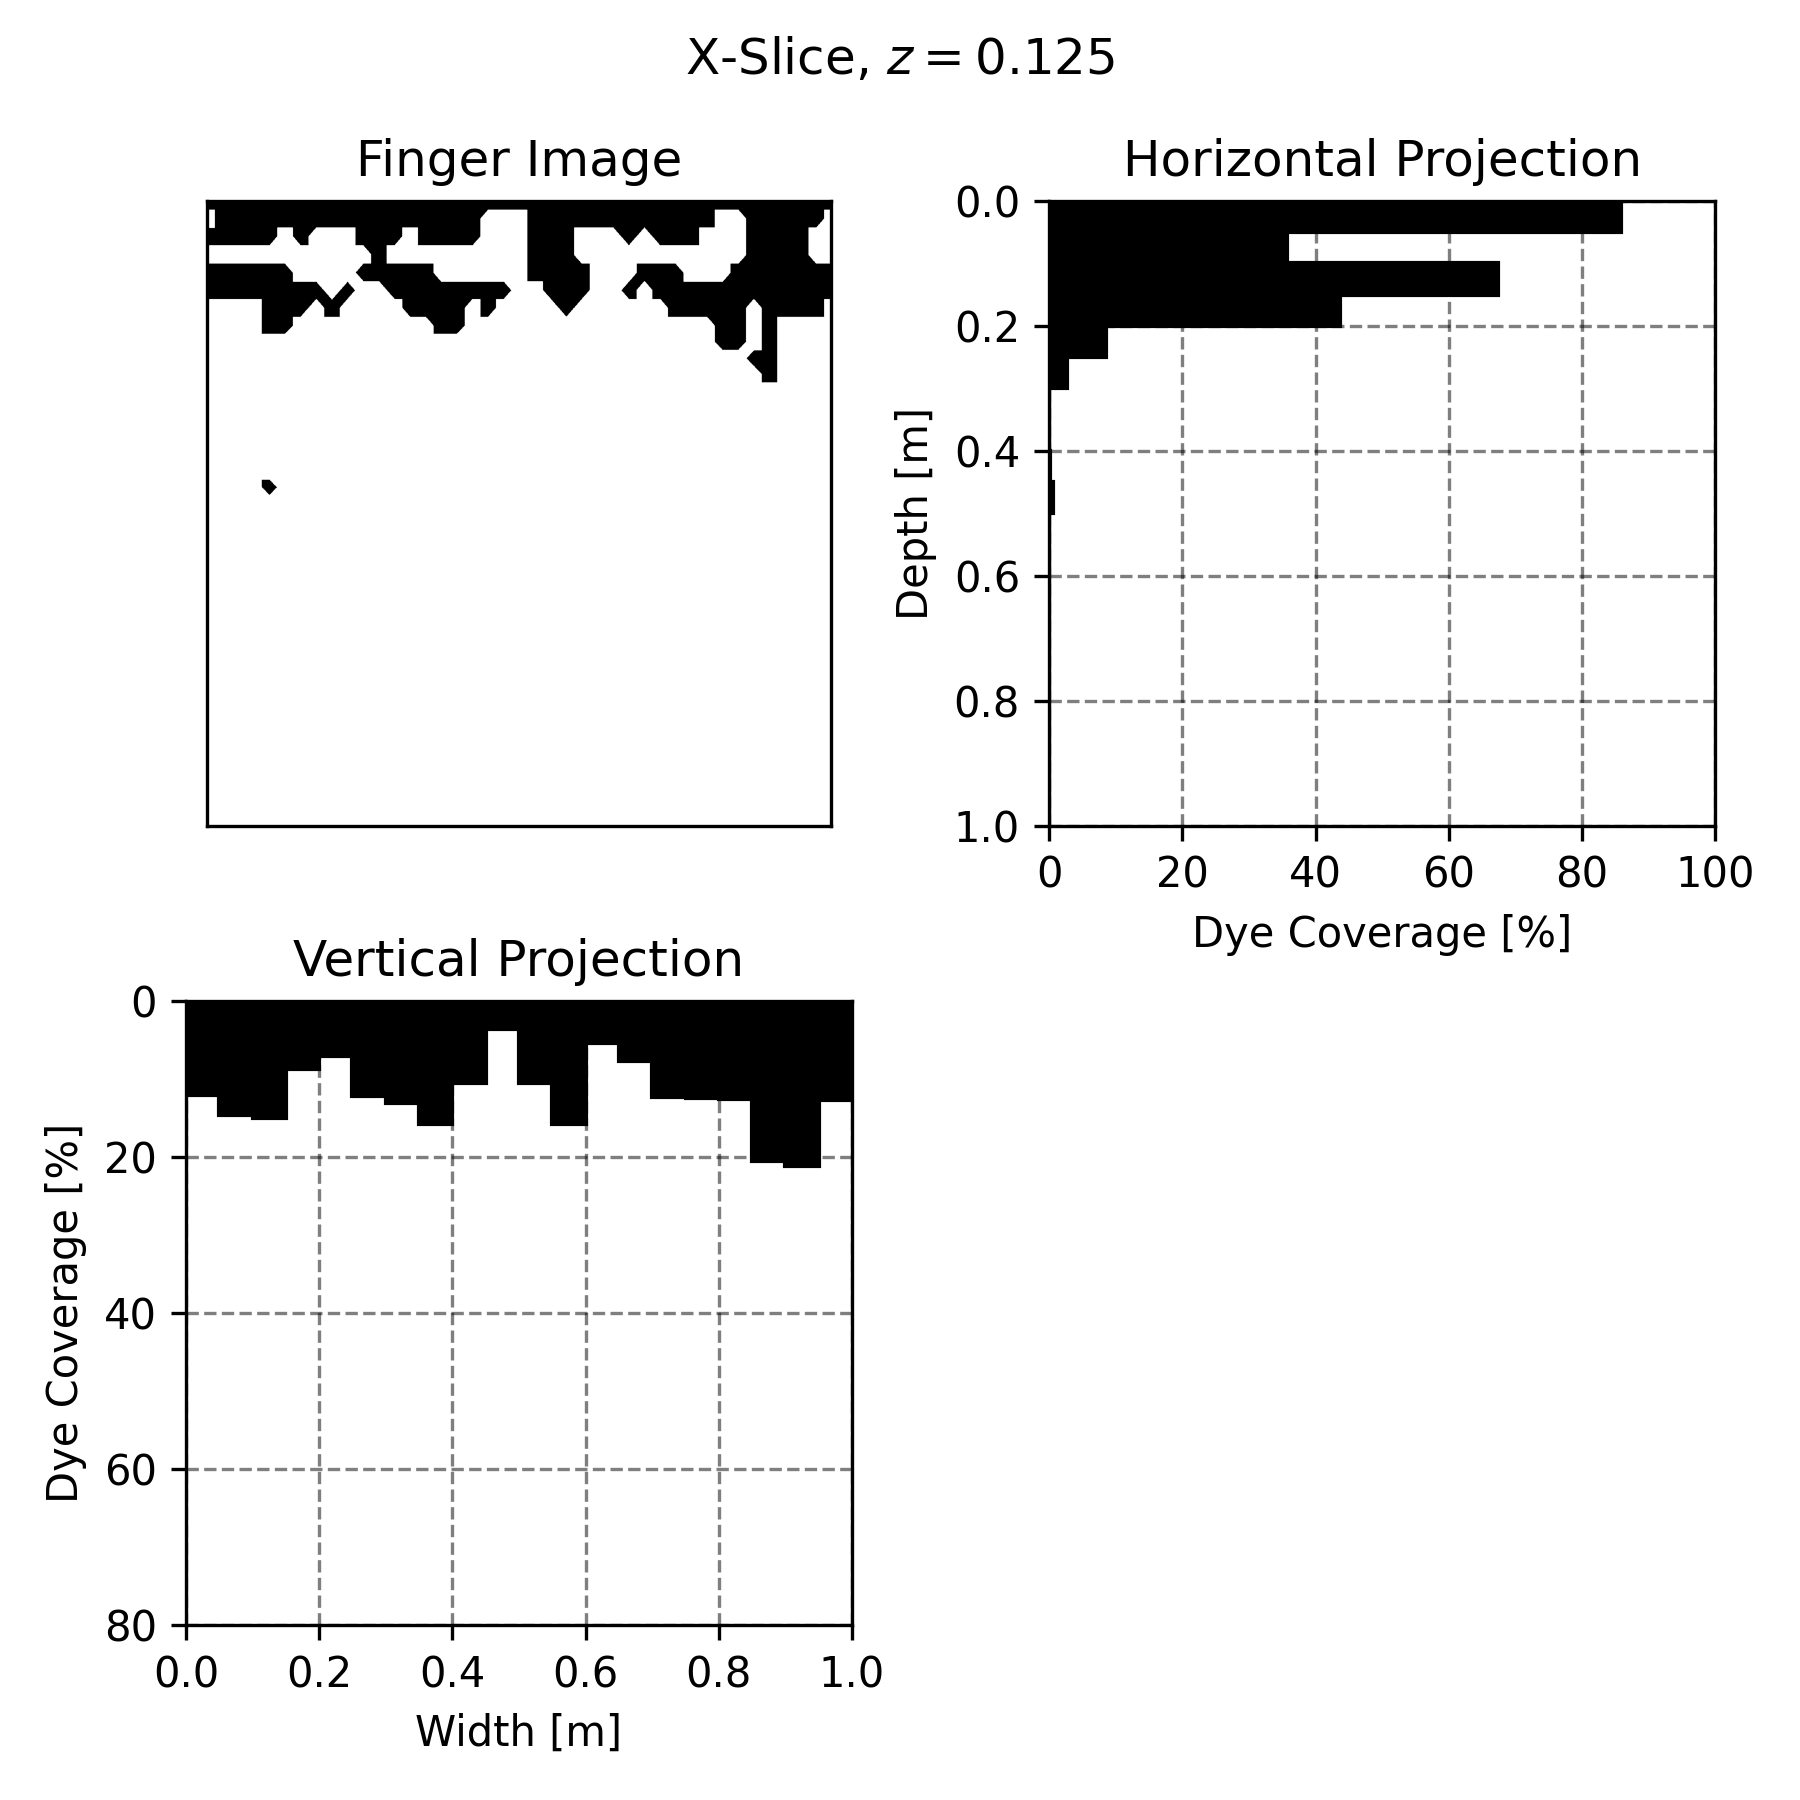 X-Slice, z = 0.125
Finger Image
Horizontal Projection
0.0
0.2
0.4
0.6
0.8
1.0
Depth [m]
0 20 40 60 80 100
Dye Coverage [%]
Vertical Projection
0
20
40
60
80
Dye Coverage [%]
0.0 0.2 0.4 0.6 0.8 1.0
Width [m]